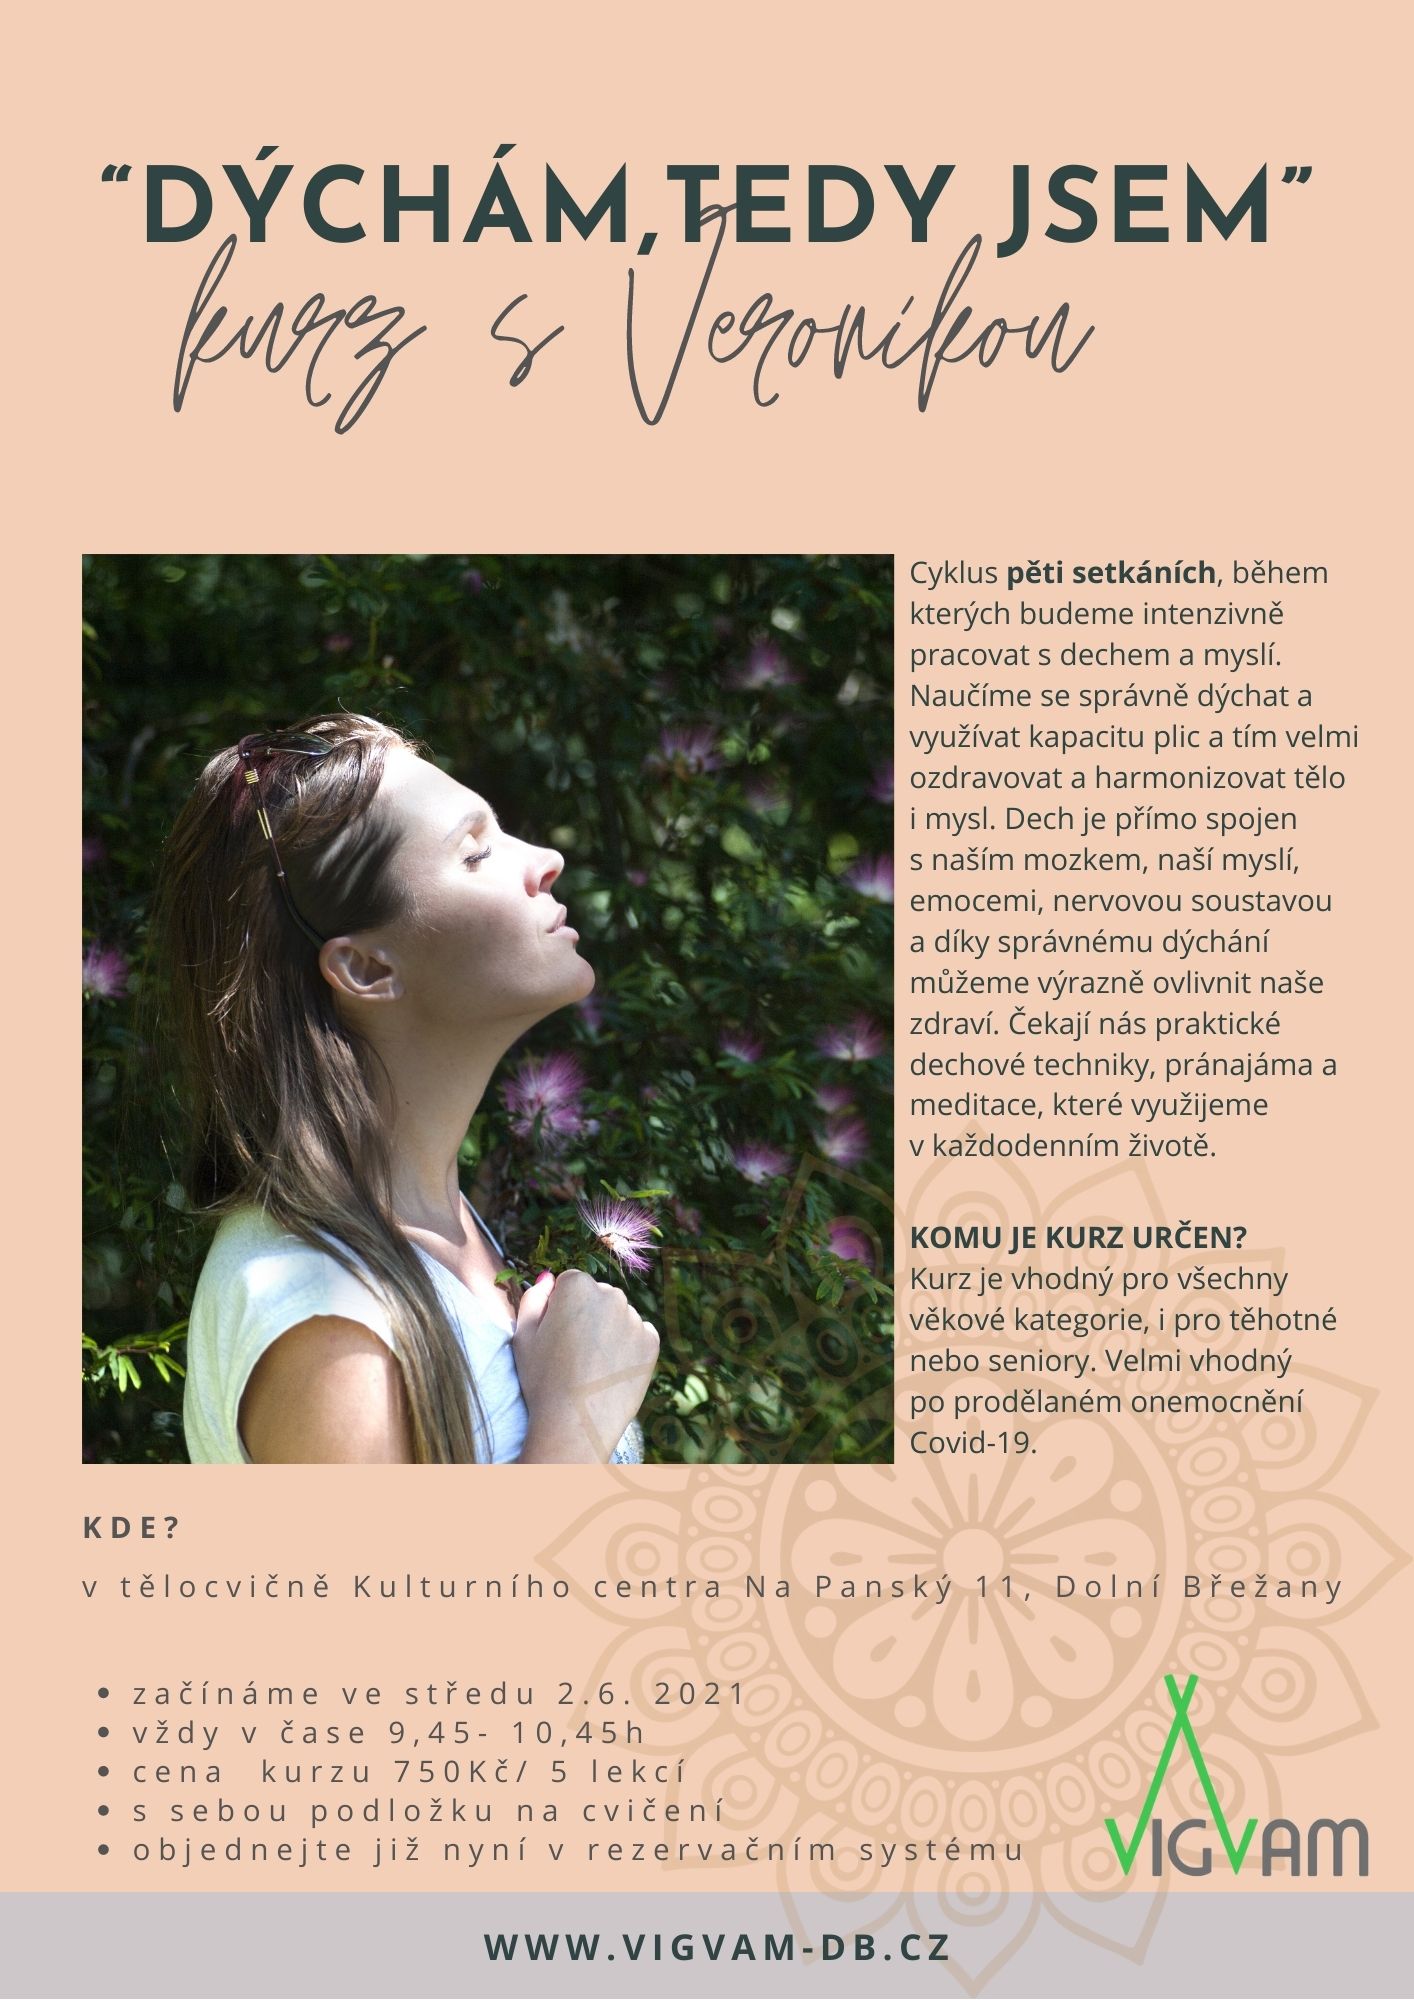 “DÝCHÁM,TEDY JSEM”
kurz s Veronikou
Cyklus pěti setkáních, během
kterých budeme intenzivně
pracovat s dechem a myslí.
Naučíme se správně dýchat a
využívat kapacitu plic a tím velmi
ozdravovat a harmonizovat tělo
i mysl. Dech je přímo spojen
s naším mozkem, naší myslí,
emocemi, nervovou soustavou
a díky správnému dýchání
můžeme výrazně ovlivnit naše
zdraví. Čekají nás praktické
dechové techniky, pránajáma a
meditace, které využijeme
v každodenním životě.
KOMU JE KURZ URČEN?
Kurz je vhodný pro všechny
věkové kategorie, i pro těhotné
nebo seniory. Velmi vhodný
po prodělaném onemocnění
Covid-19.
KDE?
v tělocvičně Kulturního centra Na Panský 11, Dolní Břežany
• začínáme ve středu 2.6. 2021
• vždy v čase 9,45- 10,45h
• cena kurzu 750Kč/ 5 lekcí
• s sebou podložku na cvičení
• objednejte již nyní v rezervačním systému
VIGVAM
WWW.VIGVAM-DB.CZ